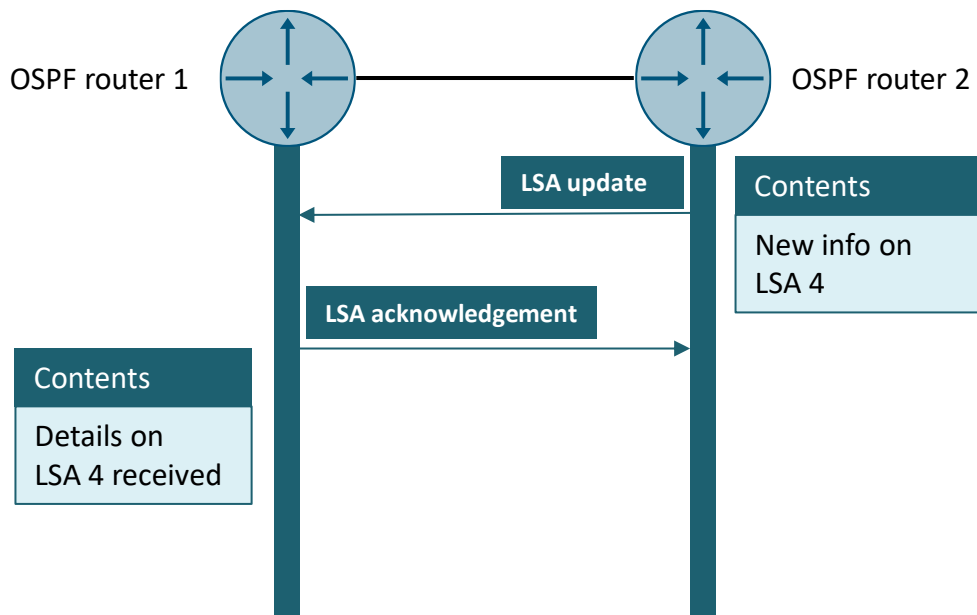 OSPF router 1
OSPF router 2
LSA update
Contents
New info on
LSA 4
LSA acknowledgement
Contents
Details on
LSA 4 received